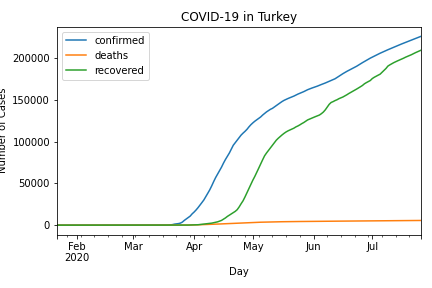 COVID-19 in Turkey
confirmed
deaths
recovered
Number of Cases
200000
150000
100000
50000
0
Feb
2020
Mar
Apr
May
Jun
Jul
Day